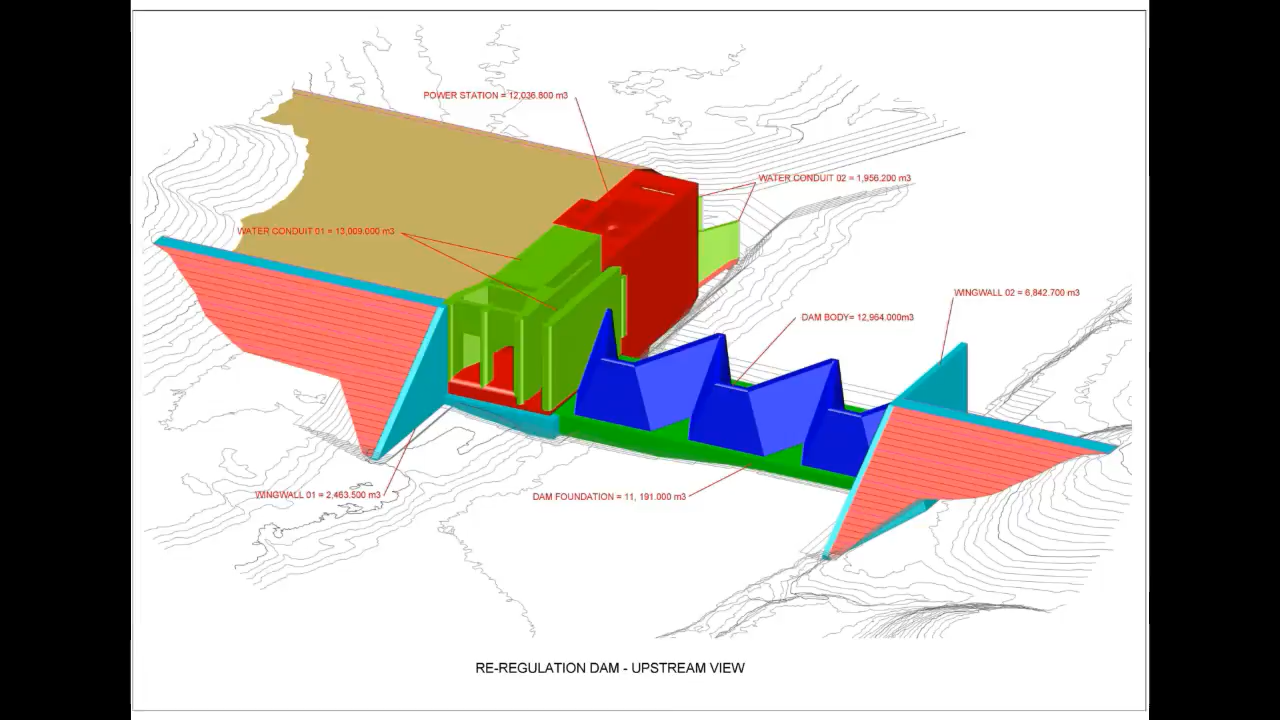 POWER STATION = 12,036.800 m3
WATER CONDUIT 02 = 1,956.200 m3
WATER CONDUIT 01 = 13,009.000 m3
WINGWALL 02 = 6,842.700 m3
DAM BODY= 12,964.000m3
WINGWALL 01 = 2,463.500 m3
DAM FOUNDATION = 11, 191.000 m3
RE-REGULATION DAM - UPSTREAM VIEW